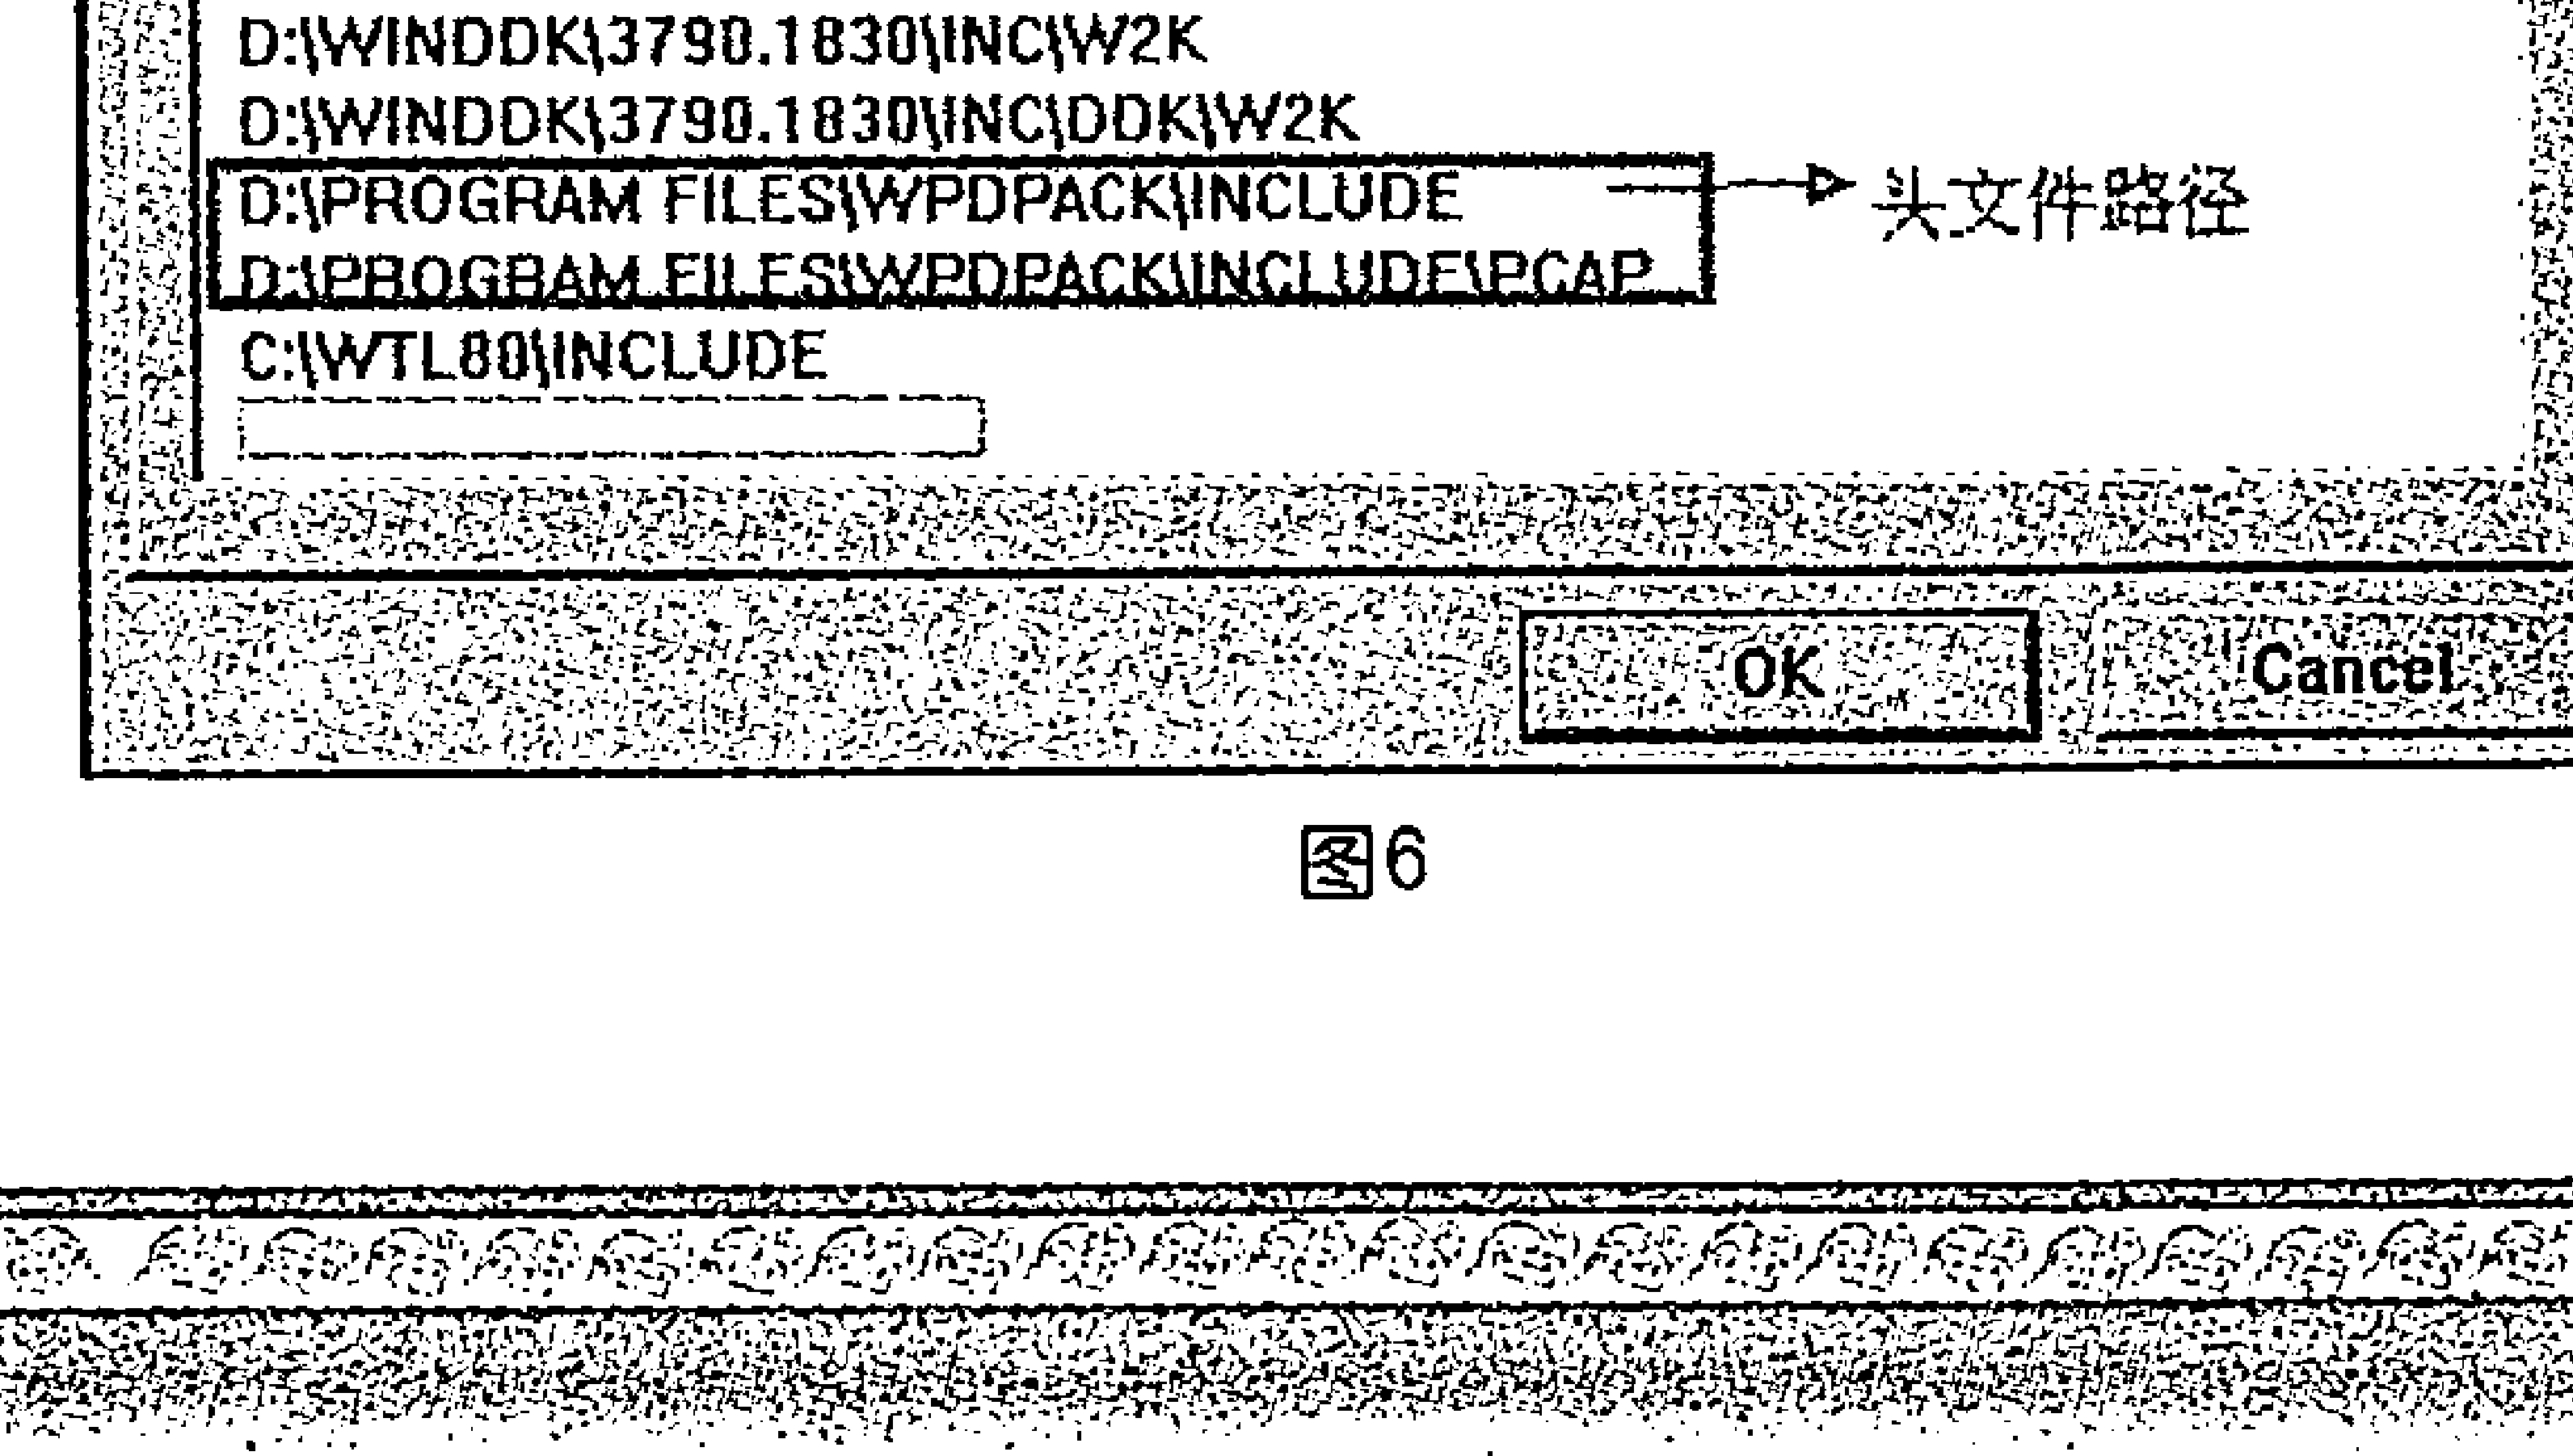 D:\WINDDK\3790.1830\INC\W2K
D:\WINDDK\3790.1830\INC\DDK\W2K
D:\PROGRAM FILES\WPDPACK\INCLUDE
头文件路径
D:\PROGRAM FILES\WPDPACK\INCLUDE\PCAP
C:\WTL80\INCLUDE
OK
Cancel
图6